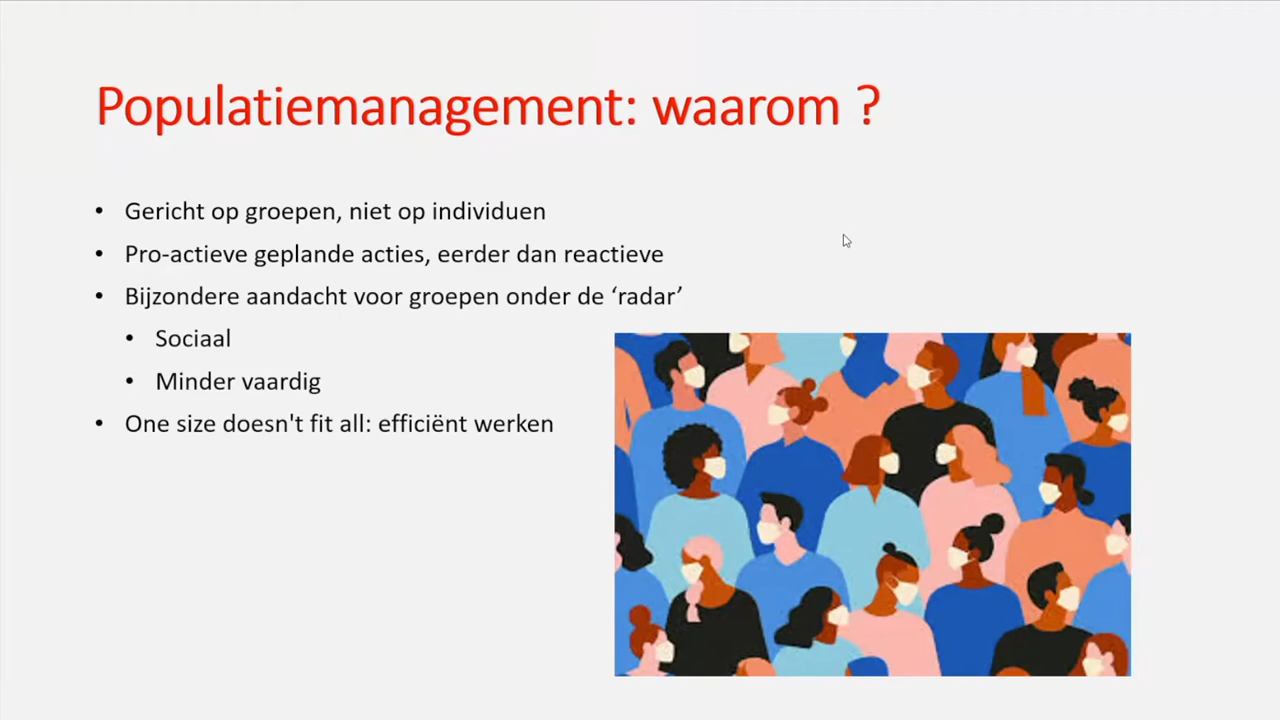 Populatiemanagement: waarom ?
• Gericht op groepen, niet op individuen
• Pro-actieve geplande acties, eerder dan reactieve
• Bijzondere aandacht voor groepen onder de ‘radar’
• Sociaal
• Minder vaardig
• One size doesn't fit all: efficiënt werken